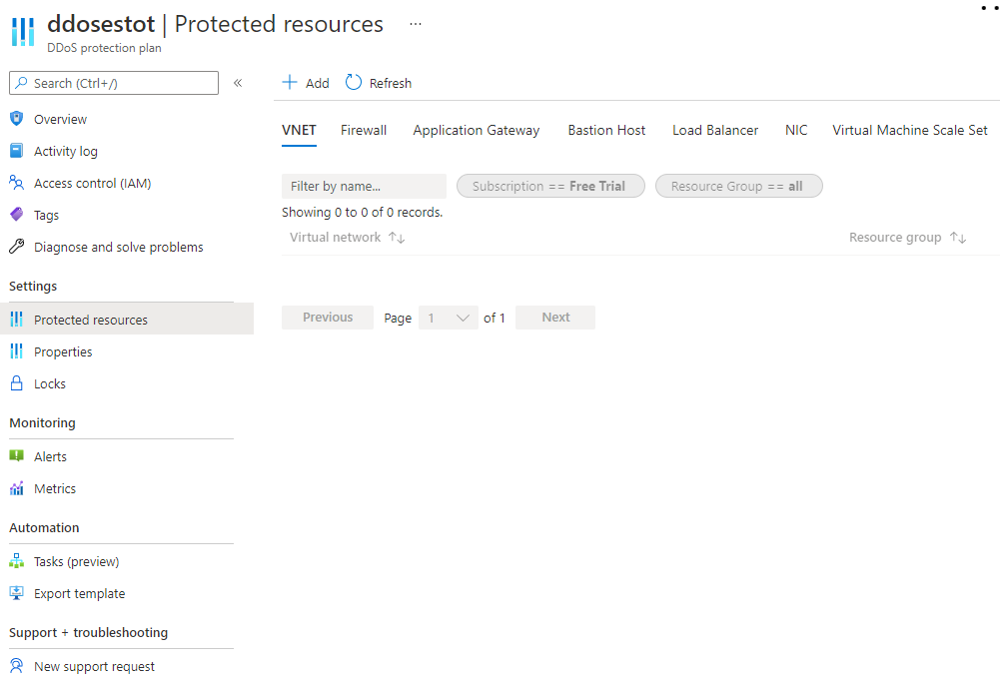 ddosestot | Protected resources ...
DDoS protection plan
Search (Ctrl+/)
«
Overview
Activity log
Access control (IAM)
Tags
Diagnose and solve problems
Settings
Protected resources
Properties
Locks
Monitoring
Alerts
Metrics
Automation
Tasks (preview)
Export template
Support + troubleshooting
New support request
Add Refresh
VNET Firewall Application Gateway Bastion Host Load Balancer NIC Virtual Machine Scale Set
Filter by name... Subscription == Free Trial Resource Group == all
Showing 0 to 0 of 0 records.
Virtual network ↑↓ Resource group ↑↓
Previous Page 1 of 1 Next